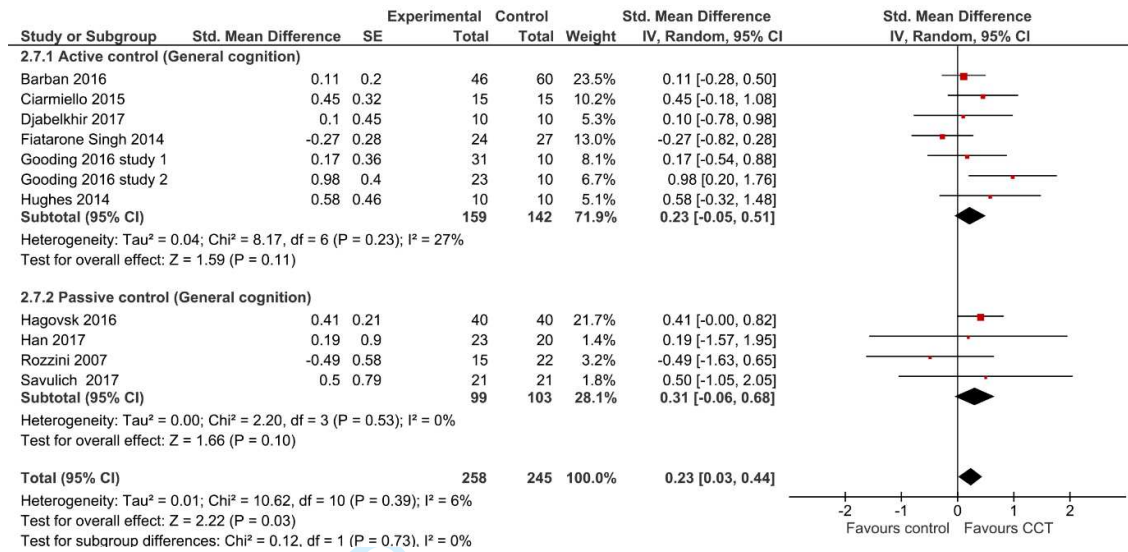 Experimental Control Std. Mean Difference Std. Mean Difference
Study or Subgroup Std. Mean Difference SE Total Total Weight IV, Random, 95% CI IV, Random, 95% CI
2.7.1 Active control (General cognition)
Barban 2016 0.11 0.2 46 60 23.5% 0.11 [-0.28, 0.50]
Ciarmiello 2015 0.45 0.32 15 15 10.2% 0.45 [-0.18, 1.08]
Djabelkhir 2017 0.1 0.45 10 10 5.3% 0.10 [-0.78, 0.98]
Fiatarone Singh 2014 -0.27 0.28 24 27 13.0% -0.27 [-0.82, 0.28]
Gooding 2016 study 1 0.17 0.36 31 10 8.1% 0.17 [-0.54, 0.88]
Gooding 2016 study 2 0.98 0.4 23 10 6.7% 0.98 [0.20, 1.76]
Hughes 2014 0.58 0.46 10 10 5.1% 0.58 [-0.32, 1.48]
Subtotal (95% CI) 159 142 71.9% 0.23 [-0.05, 0.51]
Heterogeneity: Tau² = 0.04; Chi² = 8.17, df = 6 (P = 0.23); I² = 27%
Test for overall effect: Z = 1.59 (P = 0.11)
2.7.2 Passive control (General cognition)
Hagovsk 2016 0.41 0.21 40 40 21.7% 0.41 [-0.00, 0.82]
Han 2017 0.19 0.9 23 20 1.4% 0.19 [-1.57, 1.95]
Rozzini 2007 -0.49 0.58 15 22 3.2% -0.49 [-1.63, 0.65]
Savulich 2017 0.5 0.79 21 21 1.8% 0.50 [-1.05, 2.05]
Subtotal (95% CI) 99 103 28.1% 0.31 [-0.06, 0.68]
Heterogeneity: Tau² = 0.00; Chi² = 2.20, df = 3 (P = 0.53); I² = 0%
Test for overall effect: Z = 1.66 (P = 0.10)
Total (95% CI) 258 245 100.0% 0.23 [0.03, 0.44]
Heterogeneity: Tau² = 0.01; Chi² = 10.62, df = 10 (P = 0.39); I² = 6%
Test for overall effect: Z = 2.22 (P = 0.03)
Test for subgroup differences: Chi² = 0.12, df = 1 (P = 0.73), I² = 0%
-2 -1 0 1 2
Favours control Favours CCT